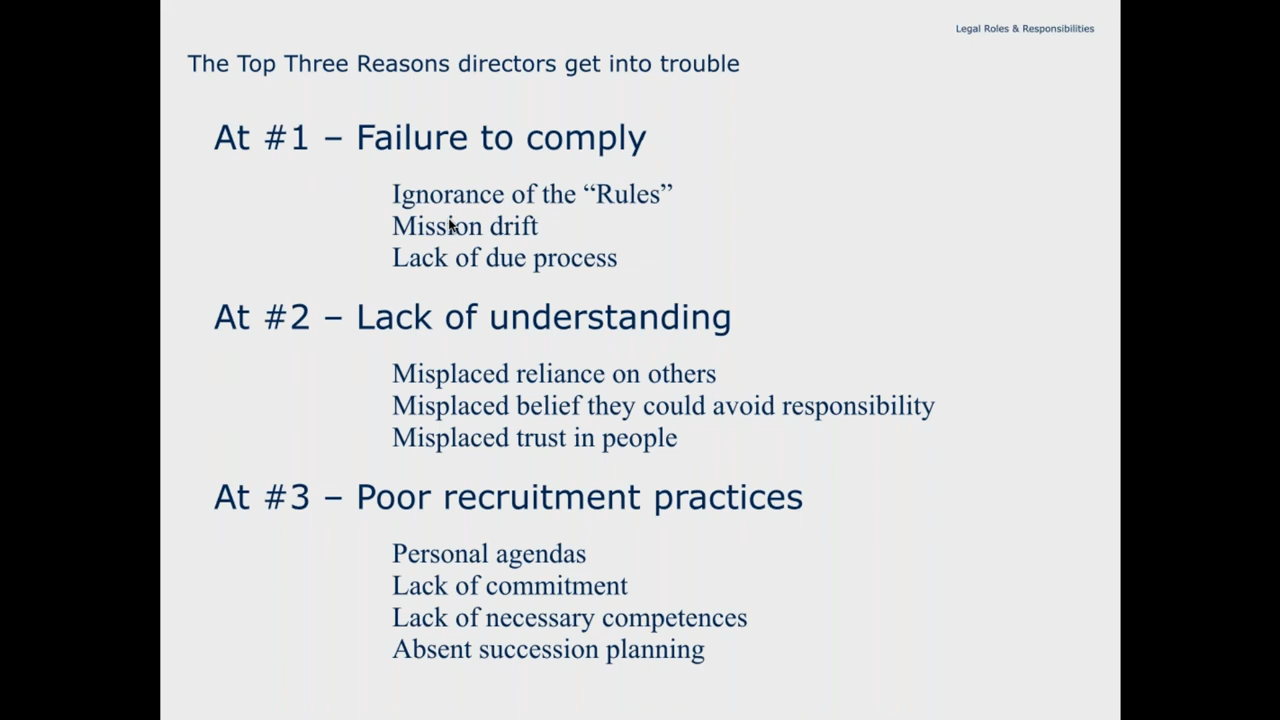 Legal Roles & Responsibilities
The Top Three Reasons directors get into trouble
At #1 – Failure to comply
Ignorance of the “Rules”
Mission drift
Lack of due process
At #2 – Lack of understanding
Misplaced reliance on others
Misplaced belief they could avoid responsibility
Misplaced trust in people
At #3 – Poor recruitment practices
Personal agendas
Lack of commitment
Lack of necessary competences
Absent succession planning